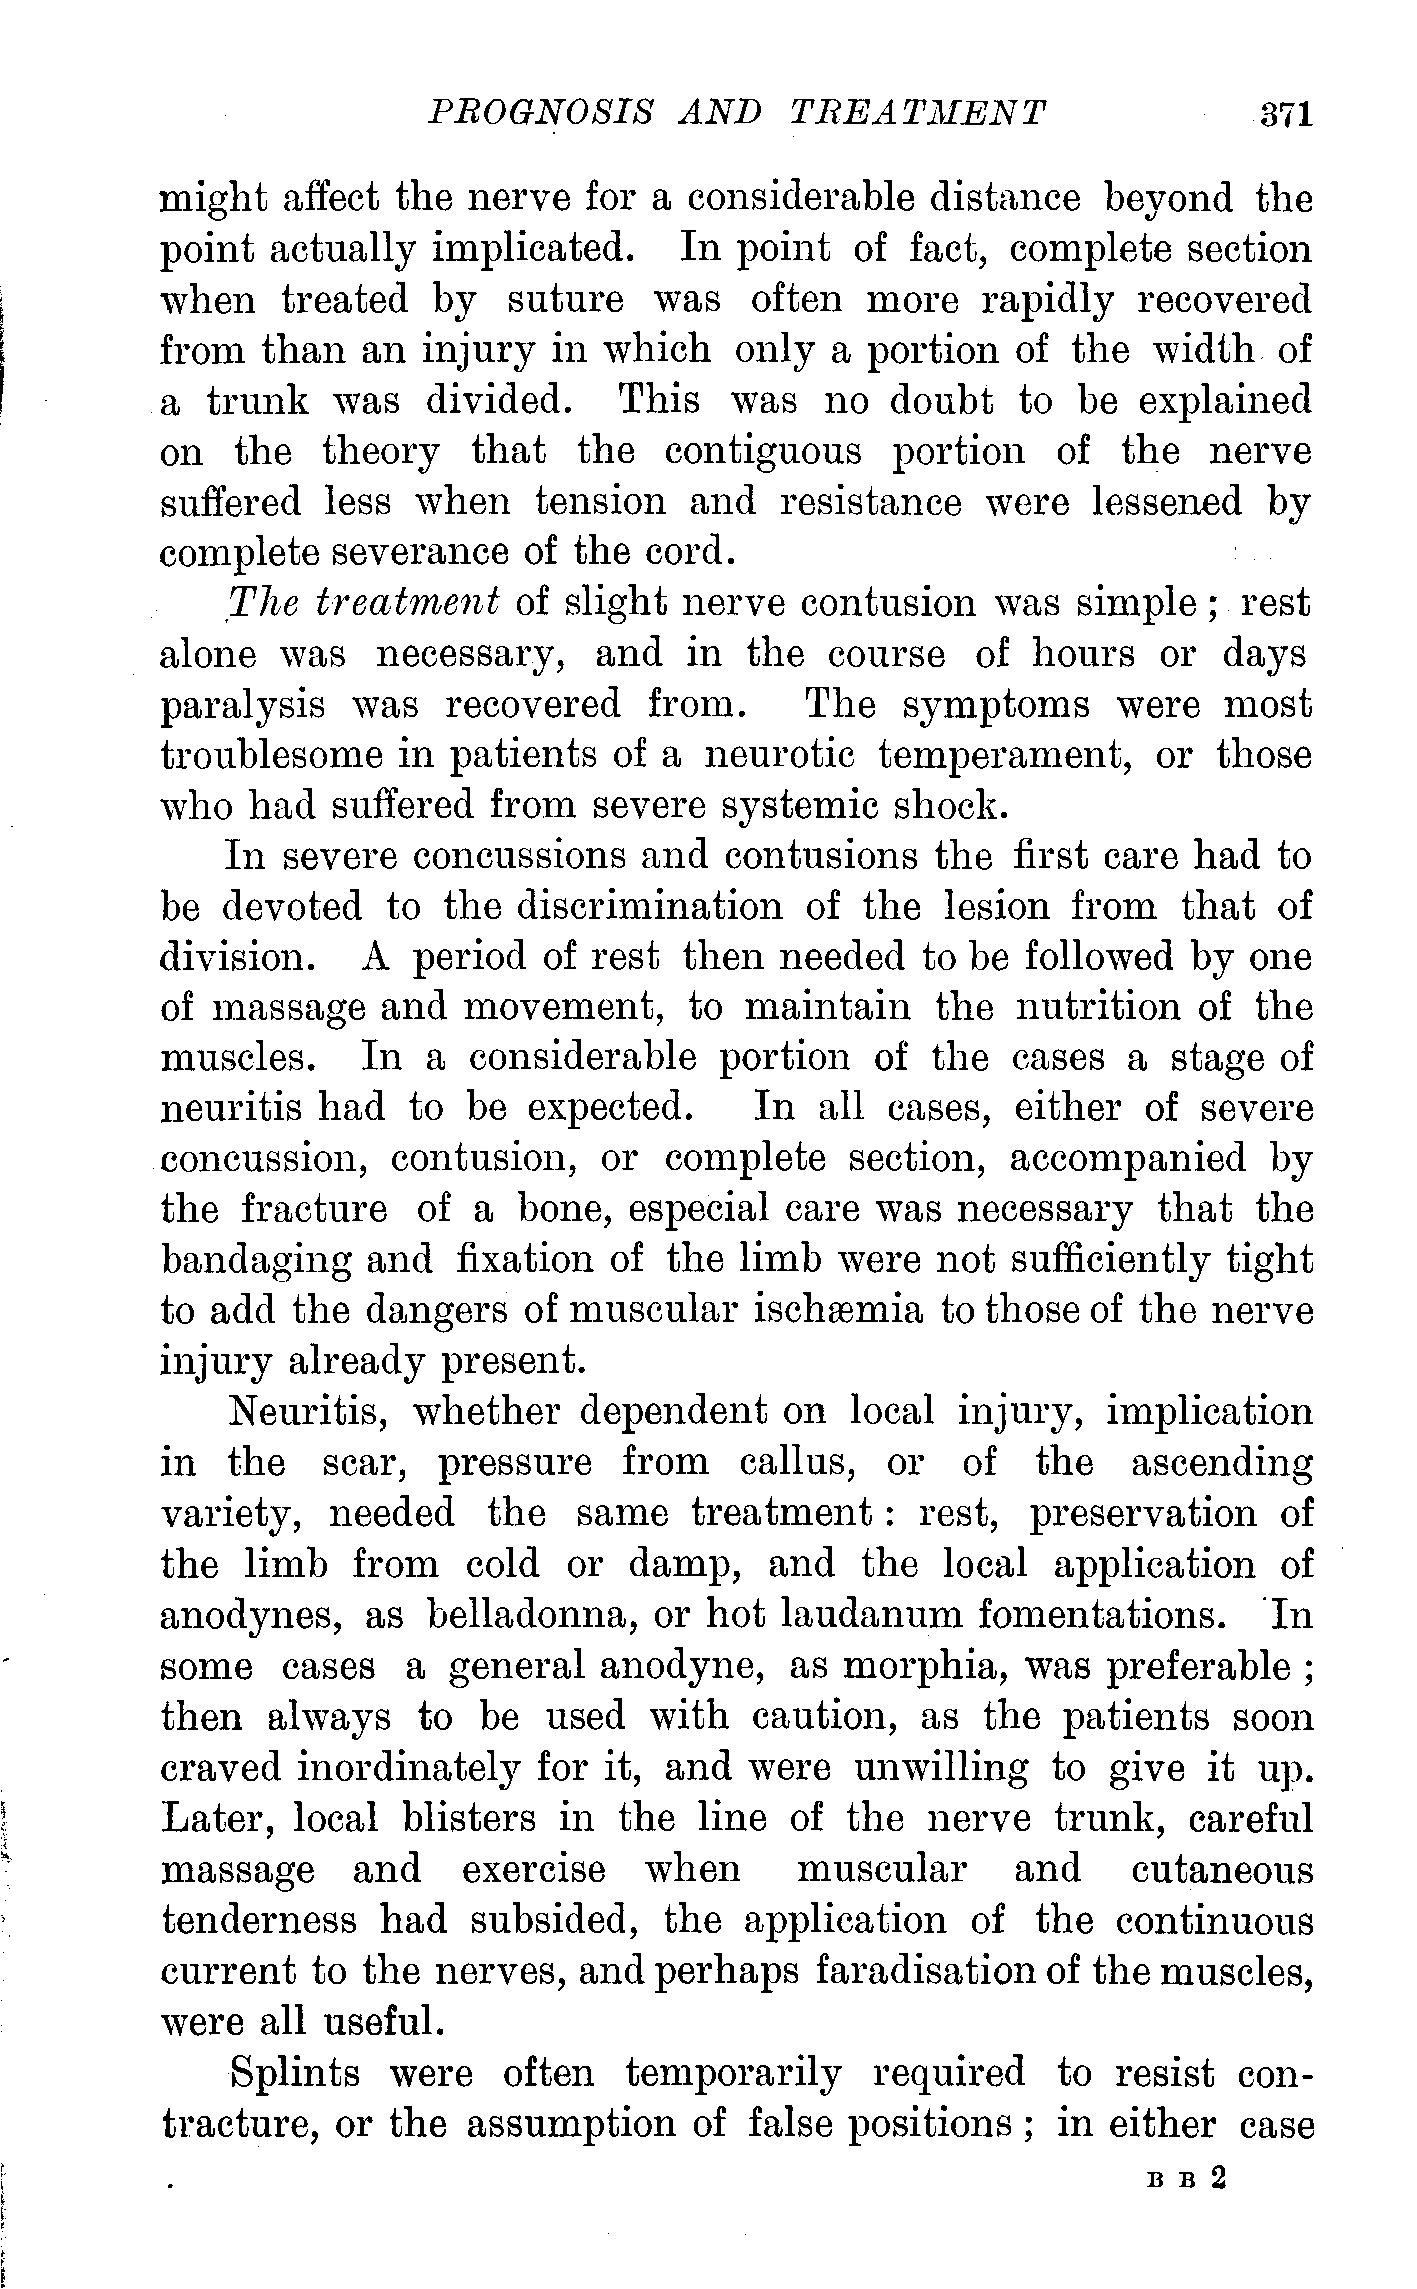 PROGNOSIS AND TREATMENT 371
might affect the nerve for a considerable distance beyond the
point actually implicated. In point of fact, complete section
when treated by suture was often more rapidly recovered
from than an injury in which only a portion of the width of
a trunk was divided. This was no doubt to be explained
on the theory that the contiguous portion of the nerve
suffered less when tension and resistance were lessened by
complete severance of the cord.
The treatment of slight nerve contusion was simple ; rest
alone was necessary, and in the course of hours or days
paralysis was recovered from. The symptoms were most
troublesome in patients of a neurotic temperament, or those
who had suffered from severe systemic shock.
In severe concussions and contusions the first care had to
be devoted to the discrimination of the lesion from that of
division. A period of rest then needed to be followed by one
of massage and movement, to maintain the nutrition of the
muscles. In a considerable portion of the cases a stage of
neuritis had to be expected. In all cases, either of severe
concussion, contusion, or complete section, accompanied by
the fracture of a bone, especial care was necessary that the
bandaging and fixation of the limb were not sufficiently tight
to add the dangers of muscular ischæmia to those of the nerve
injury already present.
Neuritis, whether dependent on local injury, implication
in the scar, pressure from callus, or of the ascending
variety, needed the same treatment : rest, preservation of
the limb from cold or damp, and the local application of
anodynes, as belladonna, or hot laudanum fomentations. In
some cases a general anodyne, as morphia, was preferable ;
then always to be used with caution, as the patients soon
craved inordinately for it, and were unwilling to give it up.
Later, local blisters in the line of the nerve trunk, careful
massage and exercise when muscular and cutaneous
tenderness had subsided, the application of the continuous
current to the nerves, and perhaps faradisation of the muscles,
were all useful.
Splints were often temporarily required to resist con-
tracture, or the assumption of false positions ; in either case
B B 2